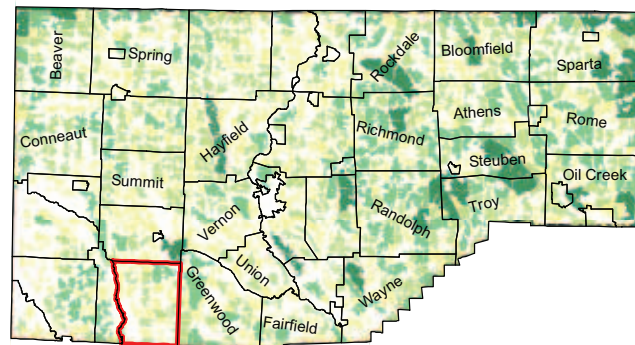 Beaver
Spring
Rockdale
Bloomfield
Sparta
Conneaut
Hayfield
Richmond
Athens
Rome
Summit
Steuben
Oil Creek
Vernon
Randolph
Troy
Union
Greenwood
Wayne
Fairfield